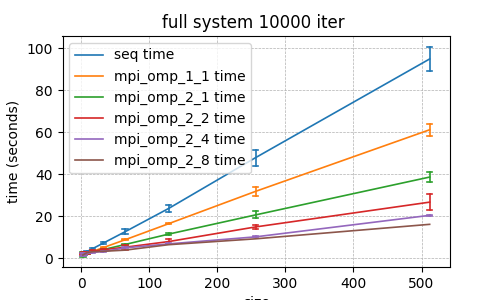 full system 10000 iter
time (seconds)
100
80
60
40
20
0
seq time
mpi_omp_1_1 time
mpi_omp_2_1 time
mpi_omp_2_2 time
mpi_omp_2_4 time
mpi_omp_2_8 time
0 100 200 300 400 500